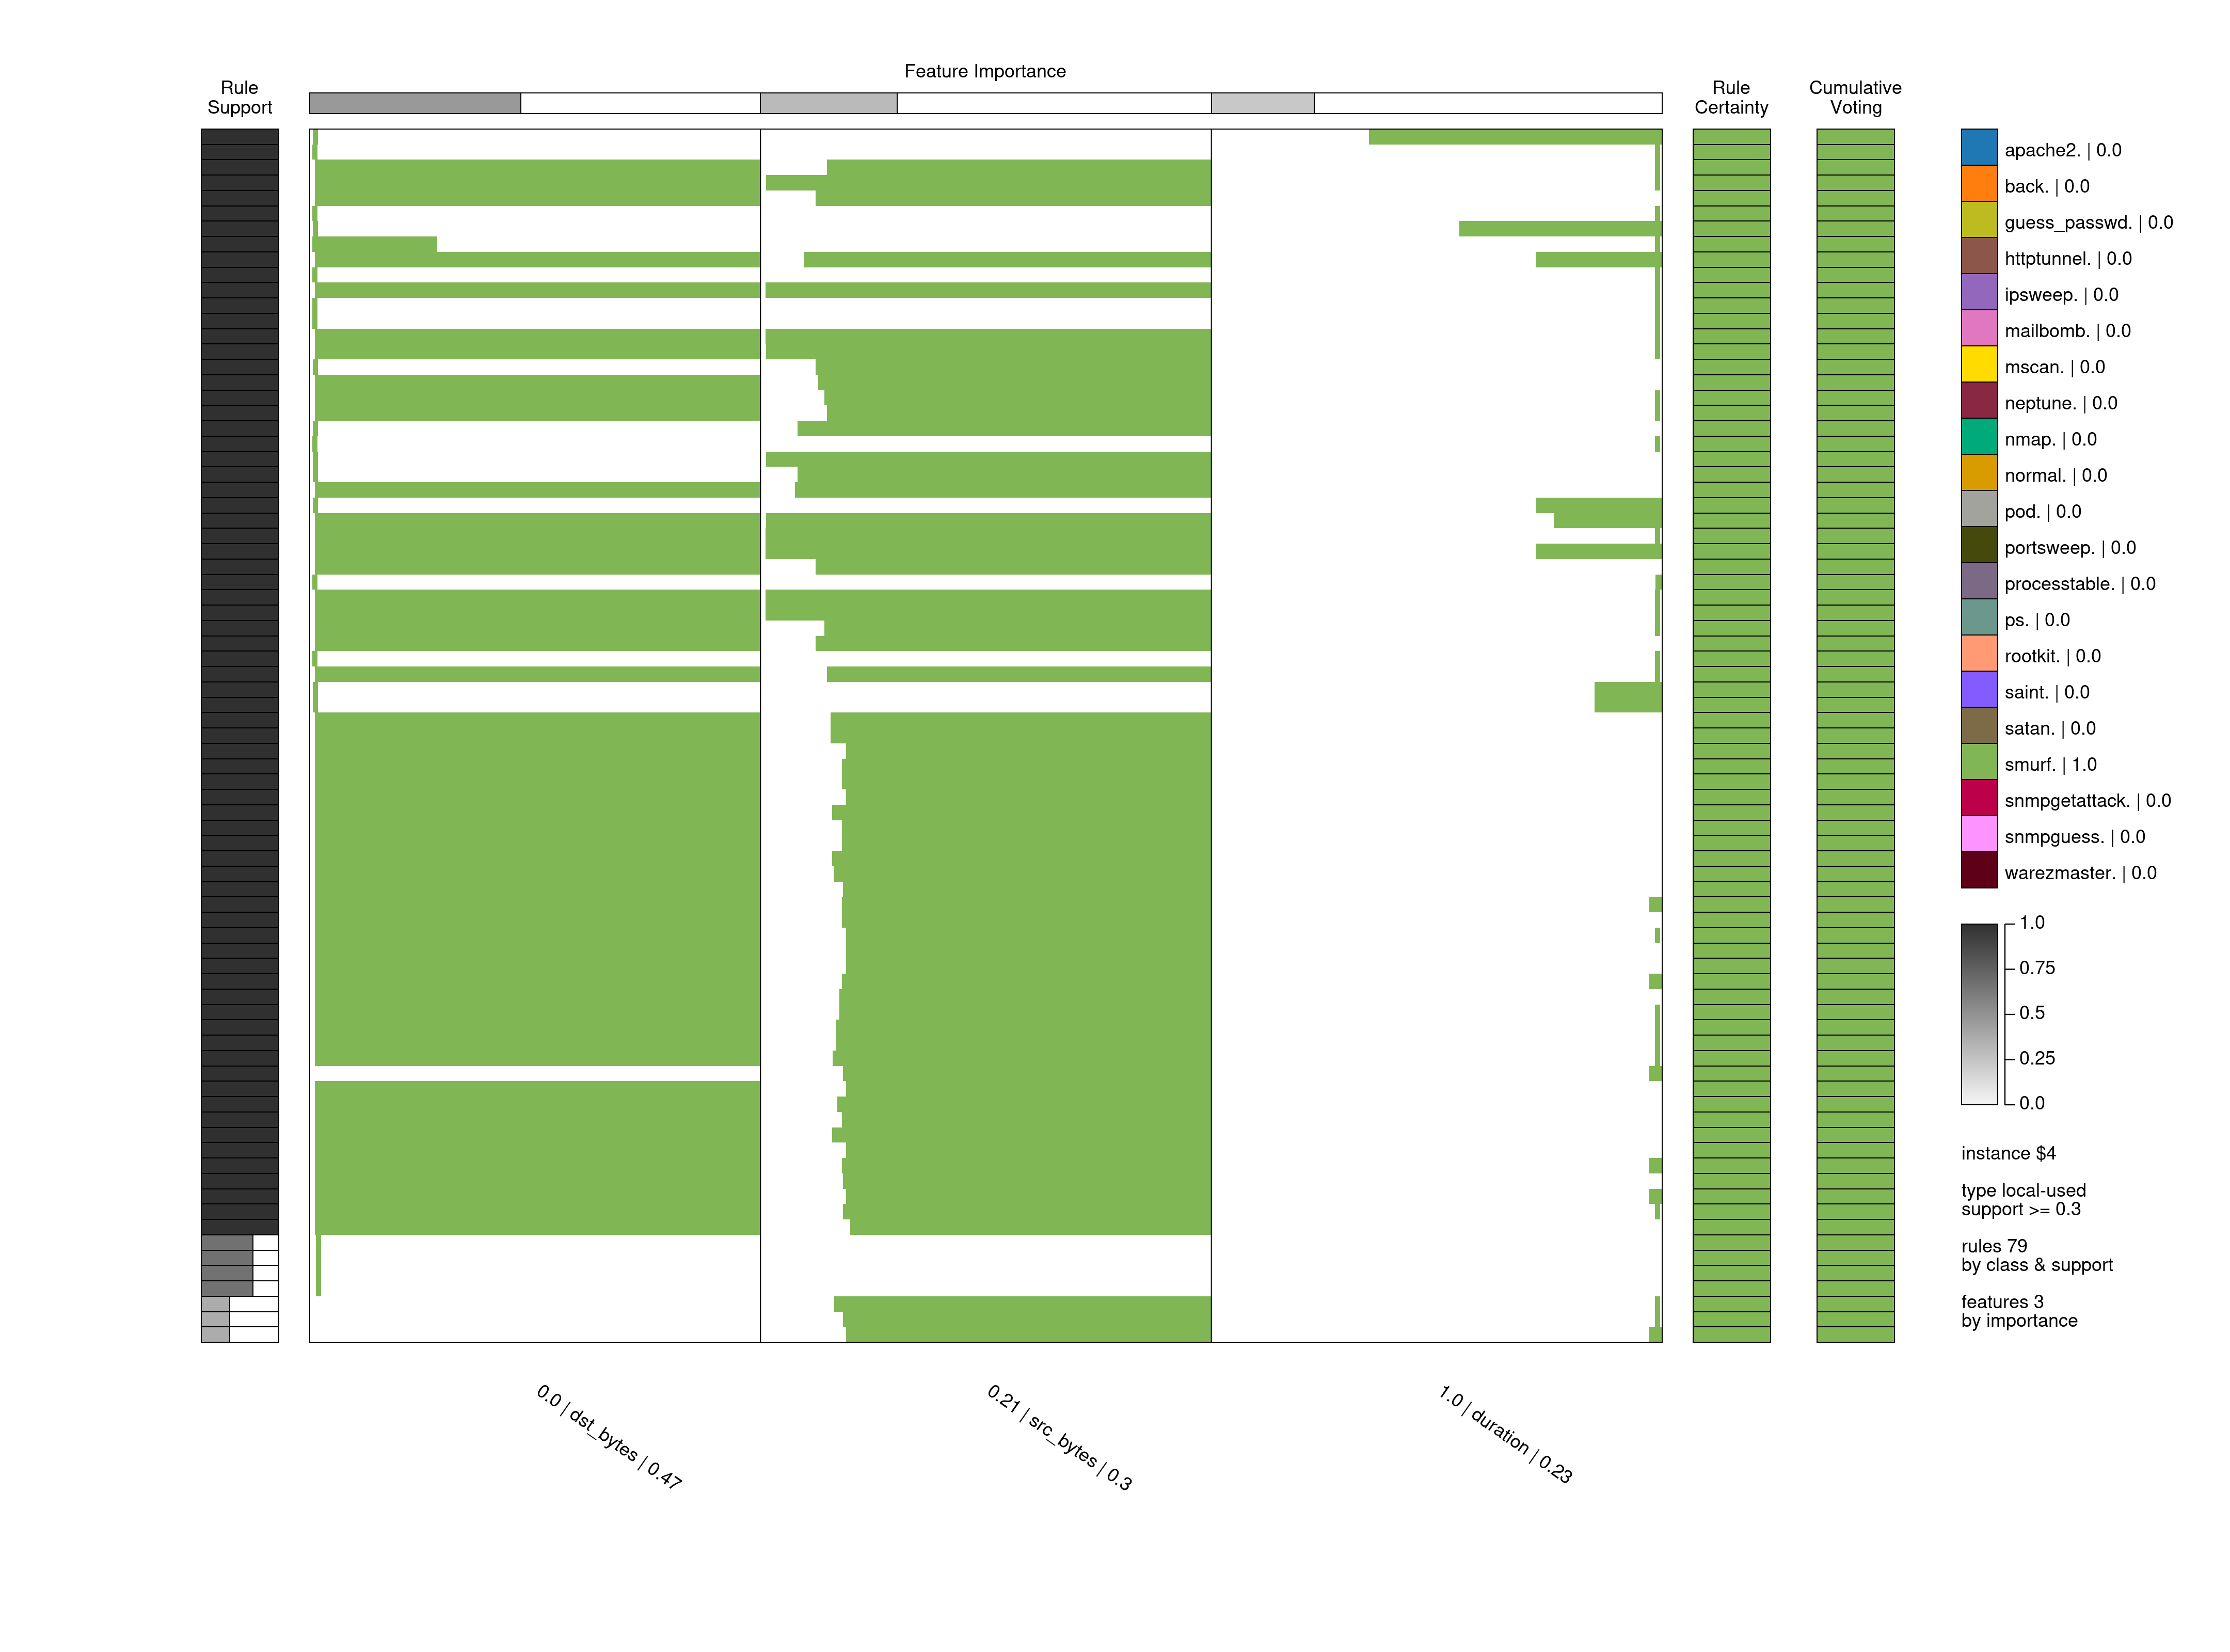 Feature Importance
Rule
Support
Rule
Certainty
Cumulative
Voting
apache2. | 0.0
back. | 0.0
guess_passwd. | 0.0
httptunnel. | 0.0
ipsweep. | 0.0
mailbomb. | 0.0
mscan. | 0.0
neptune. | 0.0
nmap. | 0.0
normal. | 0.0
pod. | 0.0
portsweep. | 0.0
processtable. | 0.0
ps. | 0.0
rootkit. | 0.0
saint. | 0.0
satan. | 0.0
smurf. | 1.0
snmpgetattack. | 0.0
snmpguess. | 0.0
warezmaster. | 0.0
1.0
0.75
0.5
0.25
0.0
instance $4
type local-used
support >= 0.3
rules 79
by class & support
features 3
by importance
0.0 | dst_bytes | 0.47
0.21 | src_bytes | 0.3
1.0 | duration | 0.23